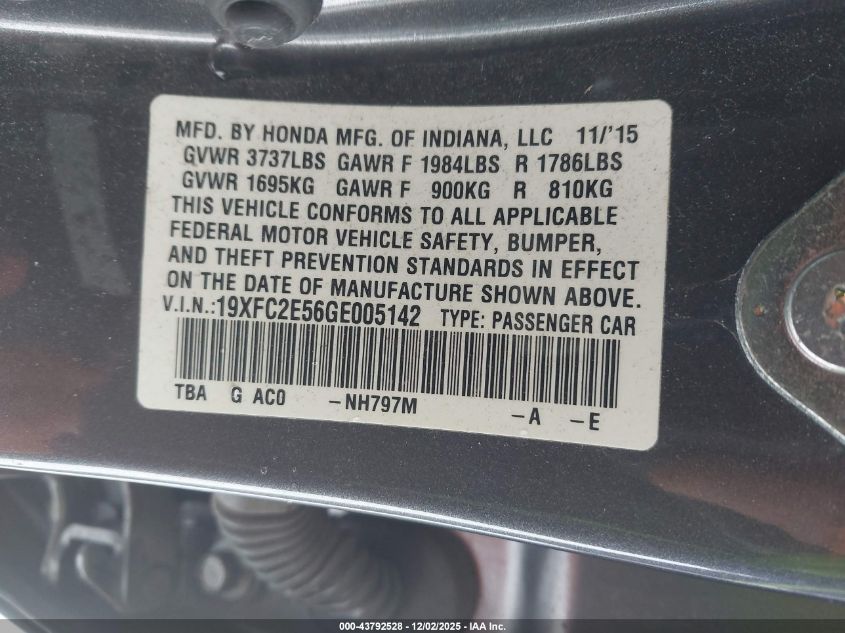 MFD. BY HONDA MFG. OF INDIANA, LLC 11/'15
GVWR 3737LBS GAWR F 1984LBS R 1786LBS
GVWR 1695KG GAWR F 900KG R 810KG
THIS VEHICLE CONFORMS TO ALL APPLICABLE
FEDERAL MOTOR VEHICLE SAFETY, BUMPER,
AND THEFT PREVENTION STANDARDS IN EFFECT
ON THE DATE OF MANUFACTURE SHOWN ABOVE.
V.I.N.:19XFC2E56GE005142 TYPE: PASSENGER CAR
TBA G AC0 -NH797M -A -E
000-43792528 - 12/02/2025 - IAA Inc.